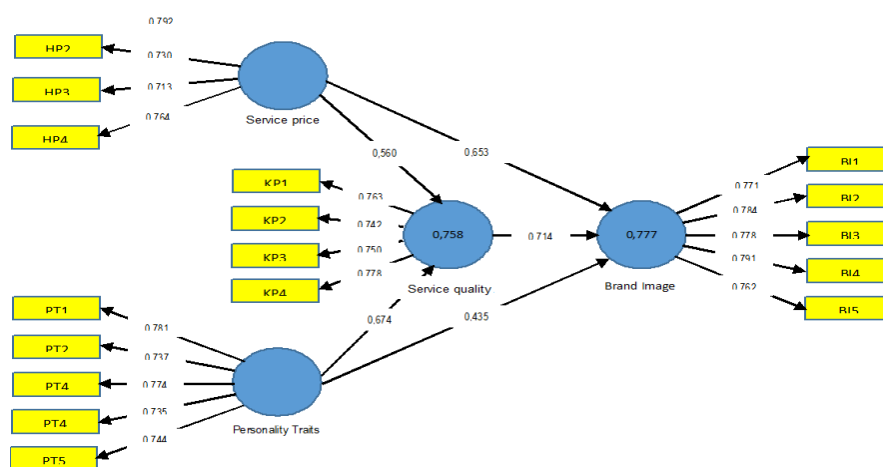 0.792
HP2
0.730
HP3
0.713
0.764
HP4
Service price
0,560
0.653
KP1
0.763
KP2
0.742
KP3
0.750
KP4
0.778
0,758
Service quality
0.714
0,777
Brand Image
BI1
0.771
BI2
0.784
BI3
0.778
BI4
0.791
BI5
0.762
0,674
0,435
PT1
0.781
PT2
0.737
PT4
0.774
PT4
0.735
PT5
0.744
Personality Traits